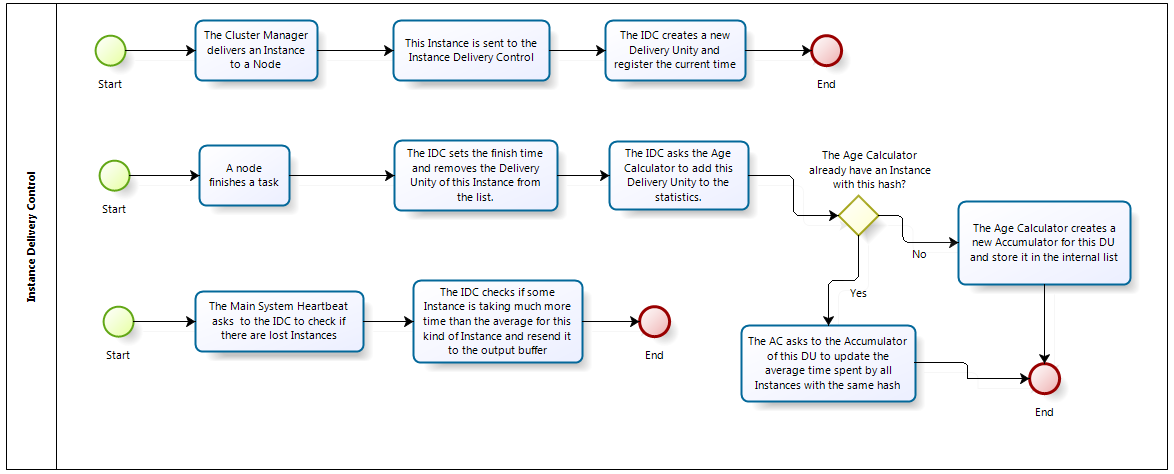 Instance Delivery Control
Start
The Cluster Manager
delivers an Instance
to a Node
This Instance is sent to the
Instance Delivery Control
The IDC creates a new
Delivery Unity and
register the current time
End
Start
A node
finishes a task
The IDC sets the finish time
and removes the Delivery
Unity of this Instance from
the list.
The IDC asks the Age
Calculator to add this
Delivery Unity to the
statistics.
The Age Calculator
already have an Instance
with this hash?
No
The Age Calculator creates a
new Accumulator for this DU
and store it in the internal list
Yes
The AC asks to the Accumulator
of this DU to update the
average time spent by all
Instances with the same hash
End
Start
The Main System Heartbeat
asks to the IDC to check if
there are lost Instances
The IDC checks if some
Instance is taking much more
time than the average for this
kind of Instance and resend it
to the output buffer
End